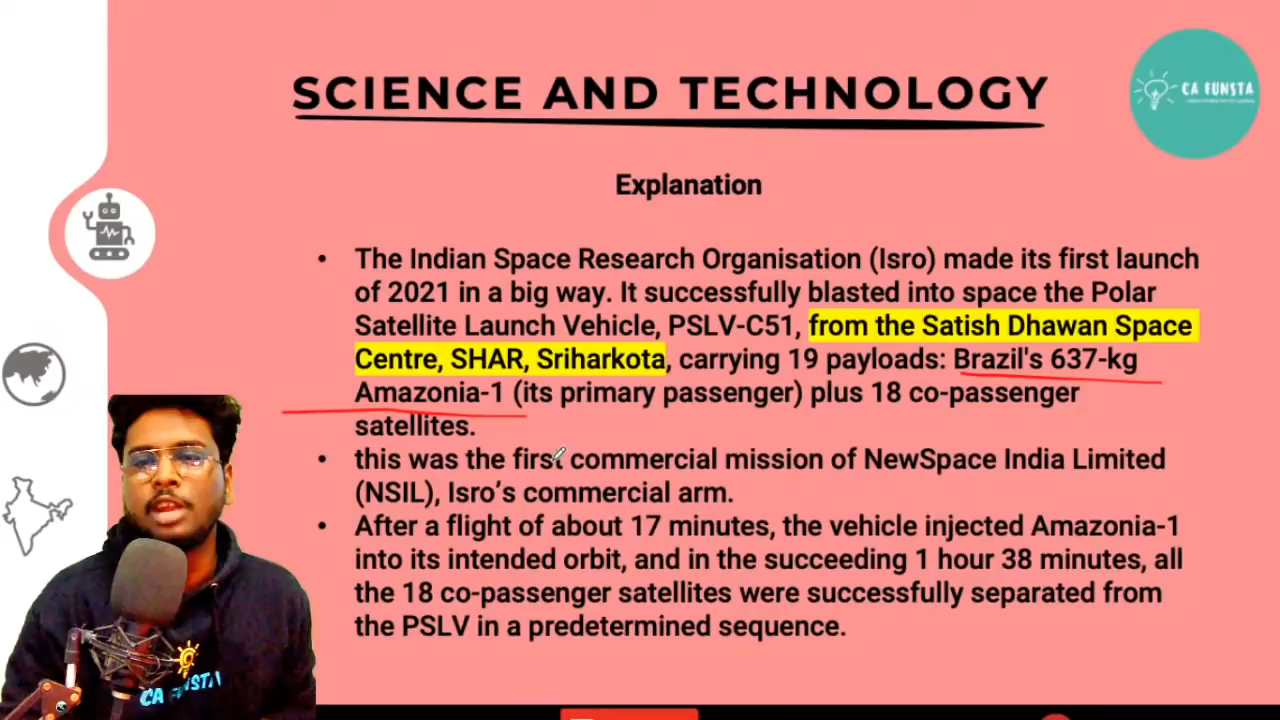 SCIENCE AND TECHNOLOGY
CA FUNSTA
Explanation
• The Indian Space Research Organisation (Isro) made its first launch
of 2021 in a big way. It successfully blasted into space the Polar
Satellite Launch Vehicle, PSLV-C51, from the Satish Dhawan Space
Centre, SHAR, Sriharkota, carrying 19 payloads: Brazil's 637-kg
Amazonia-1 (its primary passenger) plus 18 co-passenger
satellites.
• this was the first commercial mission of NewSpace India Limited
(NSIL), Isro’s commercial arm.
• After a flight of about 17 minutes, the vehicle injected Amazonia-1
into its intended orbit, and in the succeeding 1 hour 38 minutes, all
the 18 co-passenger satellites were successfully separated from
the PSLV in a predetermined sequence.
CA FUNSTA